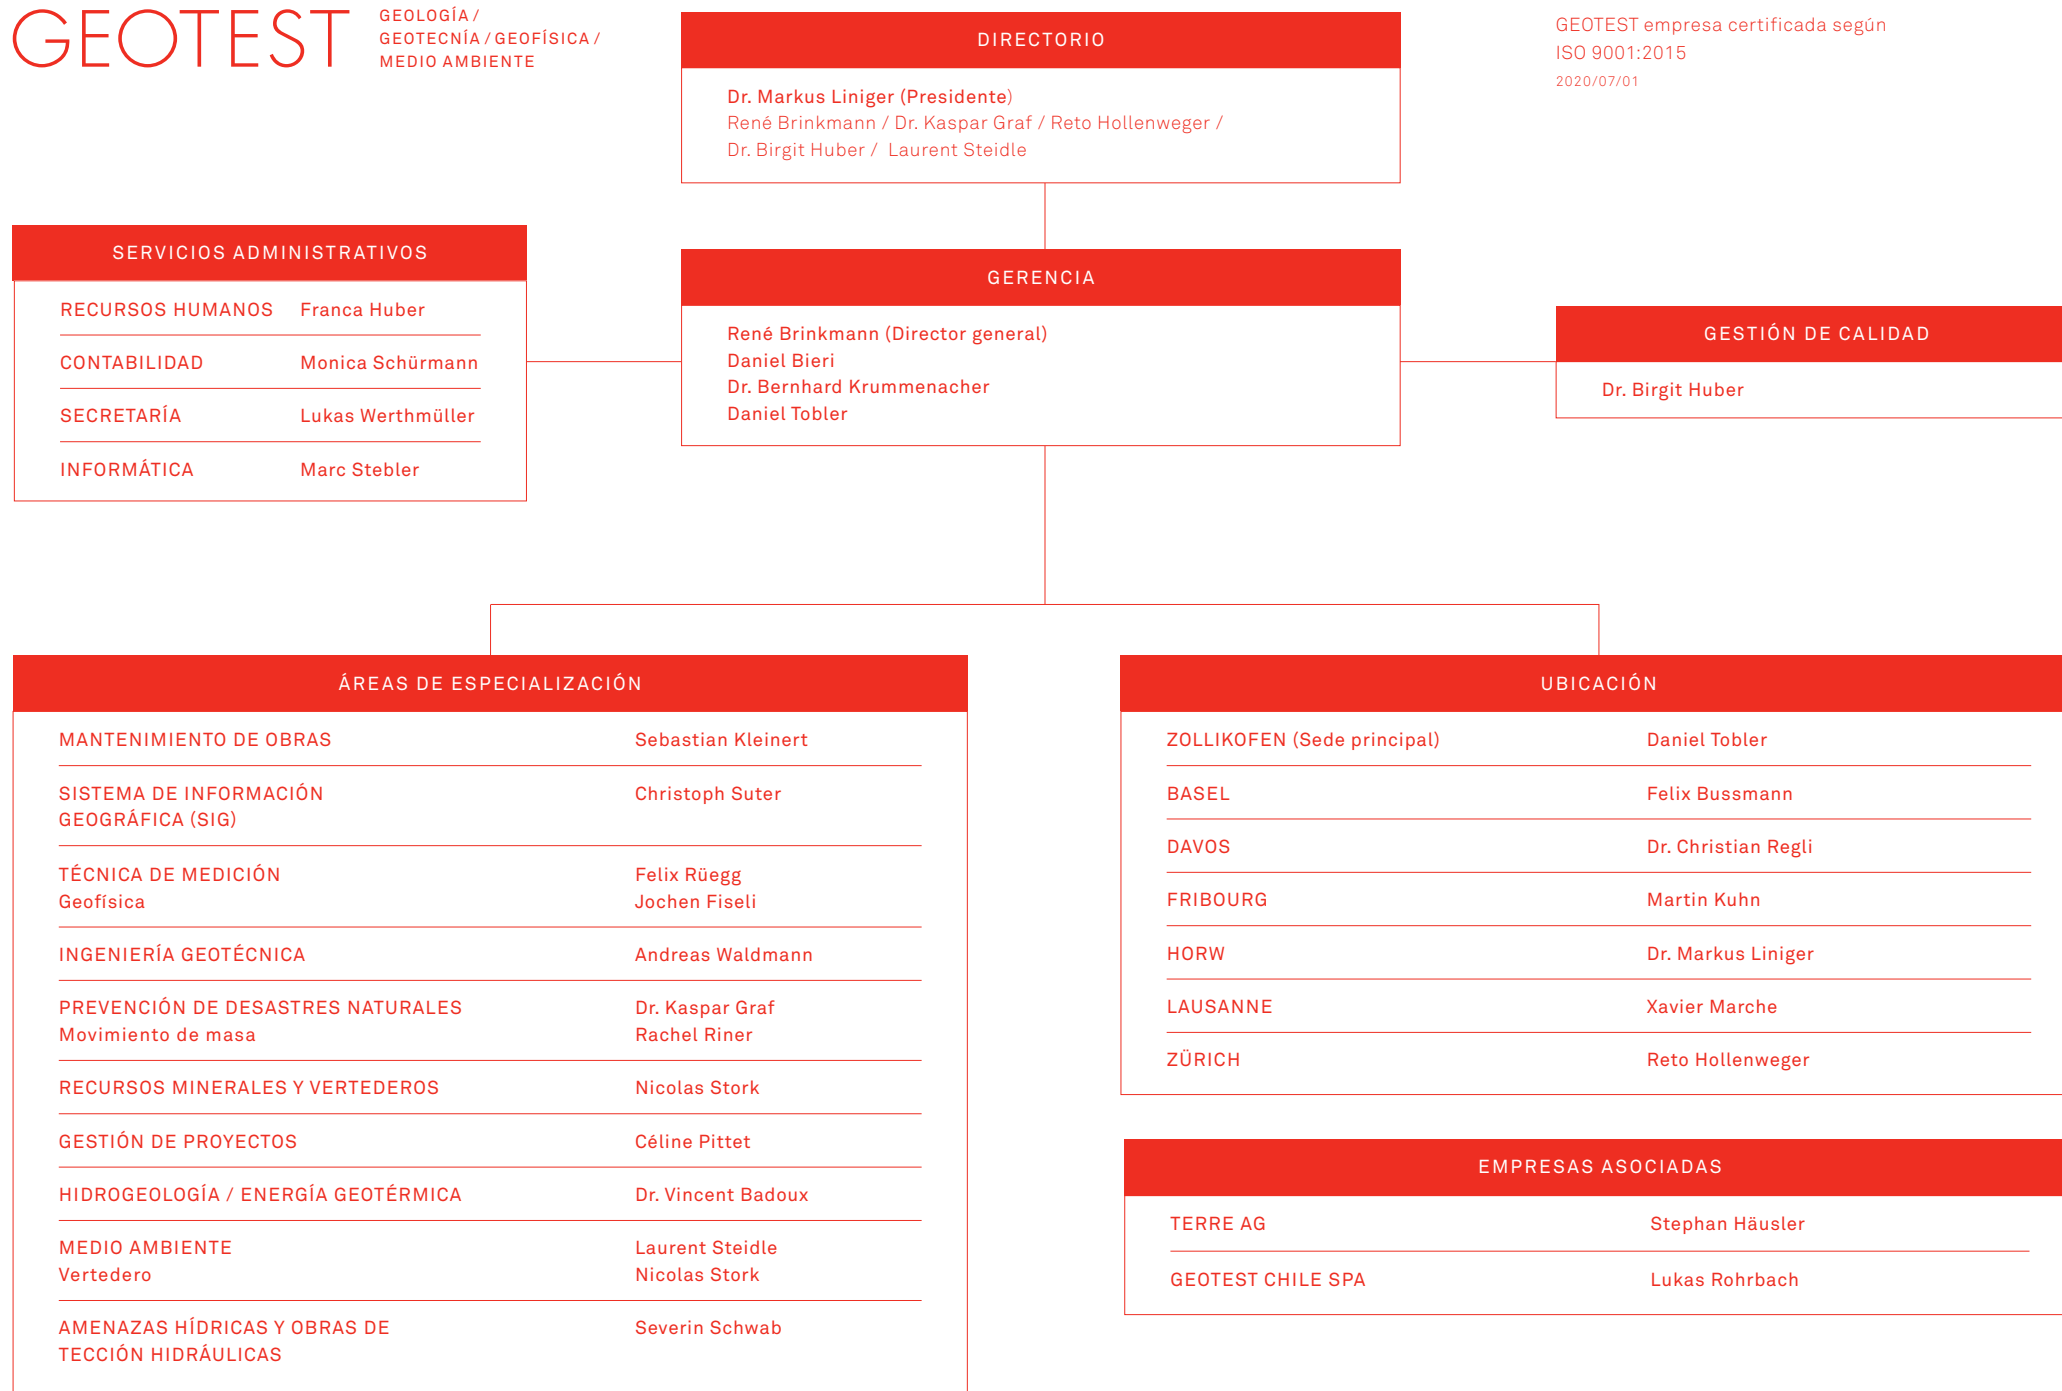 GEOTEST
GEOLOGÍA /
GEOTECNÍA / GEOFÍSICA /
MEDIO AMBIENTE
DIRECTORIO
Dr. Markus Liniger (Presidente)
René Brinkmann / Dr. Kaspar Graf / Reto Hollenweger /
Dr. Birgit Huber / Laurent Steidle
GEOTEST empresa certificada según
ISO 9001:2015
2020/07/01
SERVICIOS ADMINISTRATIVOS
RECURSOS HUMANOS Franca Huber
CONTABILIDAD Monica Schürmann
SECRETARÍA Lukas Werthmüller
INFORMÁTICA Marc Stebler
GERENCIA
René Brinkmann (Director general)
Daniel Bieri
Dr. Bernhard Krummenacher
Daniel Tobler
GESTIÓN DE CALIDAD
Dr. Birgit Huber
ÁREAS DE ESPECIALIZACIÓN
MANTENIMIENTO DE OBRAS Sebastian Kleinert
SISTEMA DE INFORMACIÓN Christoph Suter
GEOGRÁFICA (SIG)
TÉCNICA DE MEDICIÓN Felix Rüegg
Geofísica Jochen Fiseli
INGENIERÍA GEOTÉCNICA Andreas Waldmann
PREVENCIÓN DE DESASTRES NATURALES Dr. Kaspar Graf
Movimiento de masa Rachel Riner
RECURSOS MINERALES Y VERTEDEROS Nicolas Stork
GESTIÓN DE PROYECTOS Céline Pittet
HIDROGEOLOGÍA / ENERGÍA GEOTÉRMICA Dr. Vincent Badoux
MEDIO AMBIENTE Laurent Steidle
Vertedero Nicolas Stork
AMENAZAS HÍDRICAS Y OBRAS DE Severin Schwab
TECCIÓN HIDRÁULICAS
UBICACIÓN
ZOLLIKOFEN (Sede principal) Daniel Tobler
BASEL Felix Bussmann
DAVOS Dr. Christian Regli
FRIBOURG Martin Kuhn
HORW Dr. Markus Liniger
LAUSANNE Xavier Marche
ZÜRICH Reto Hollenweger
EMPRESAS ASOCIADAS
TERRE AG Stephan Häusler
GEOTEST CHILE SPA Lukas Rohrbach